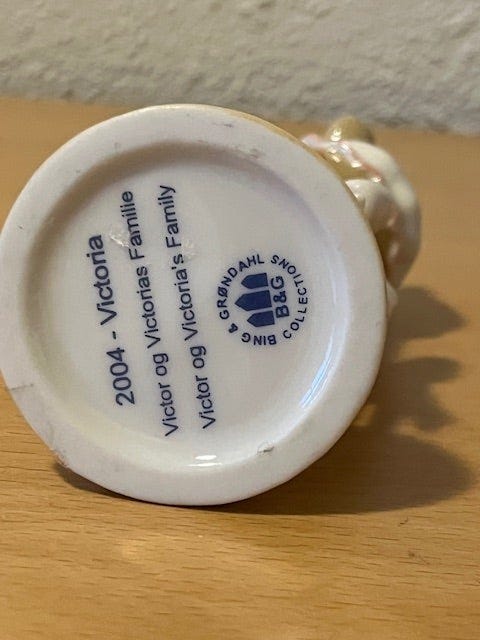 2004 - Victoria
Victor og Victorias Familie
Victor og Victoria's Family
BING & GRØNDAHL
COLLECTIONS
B&G